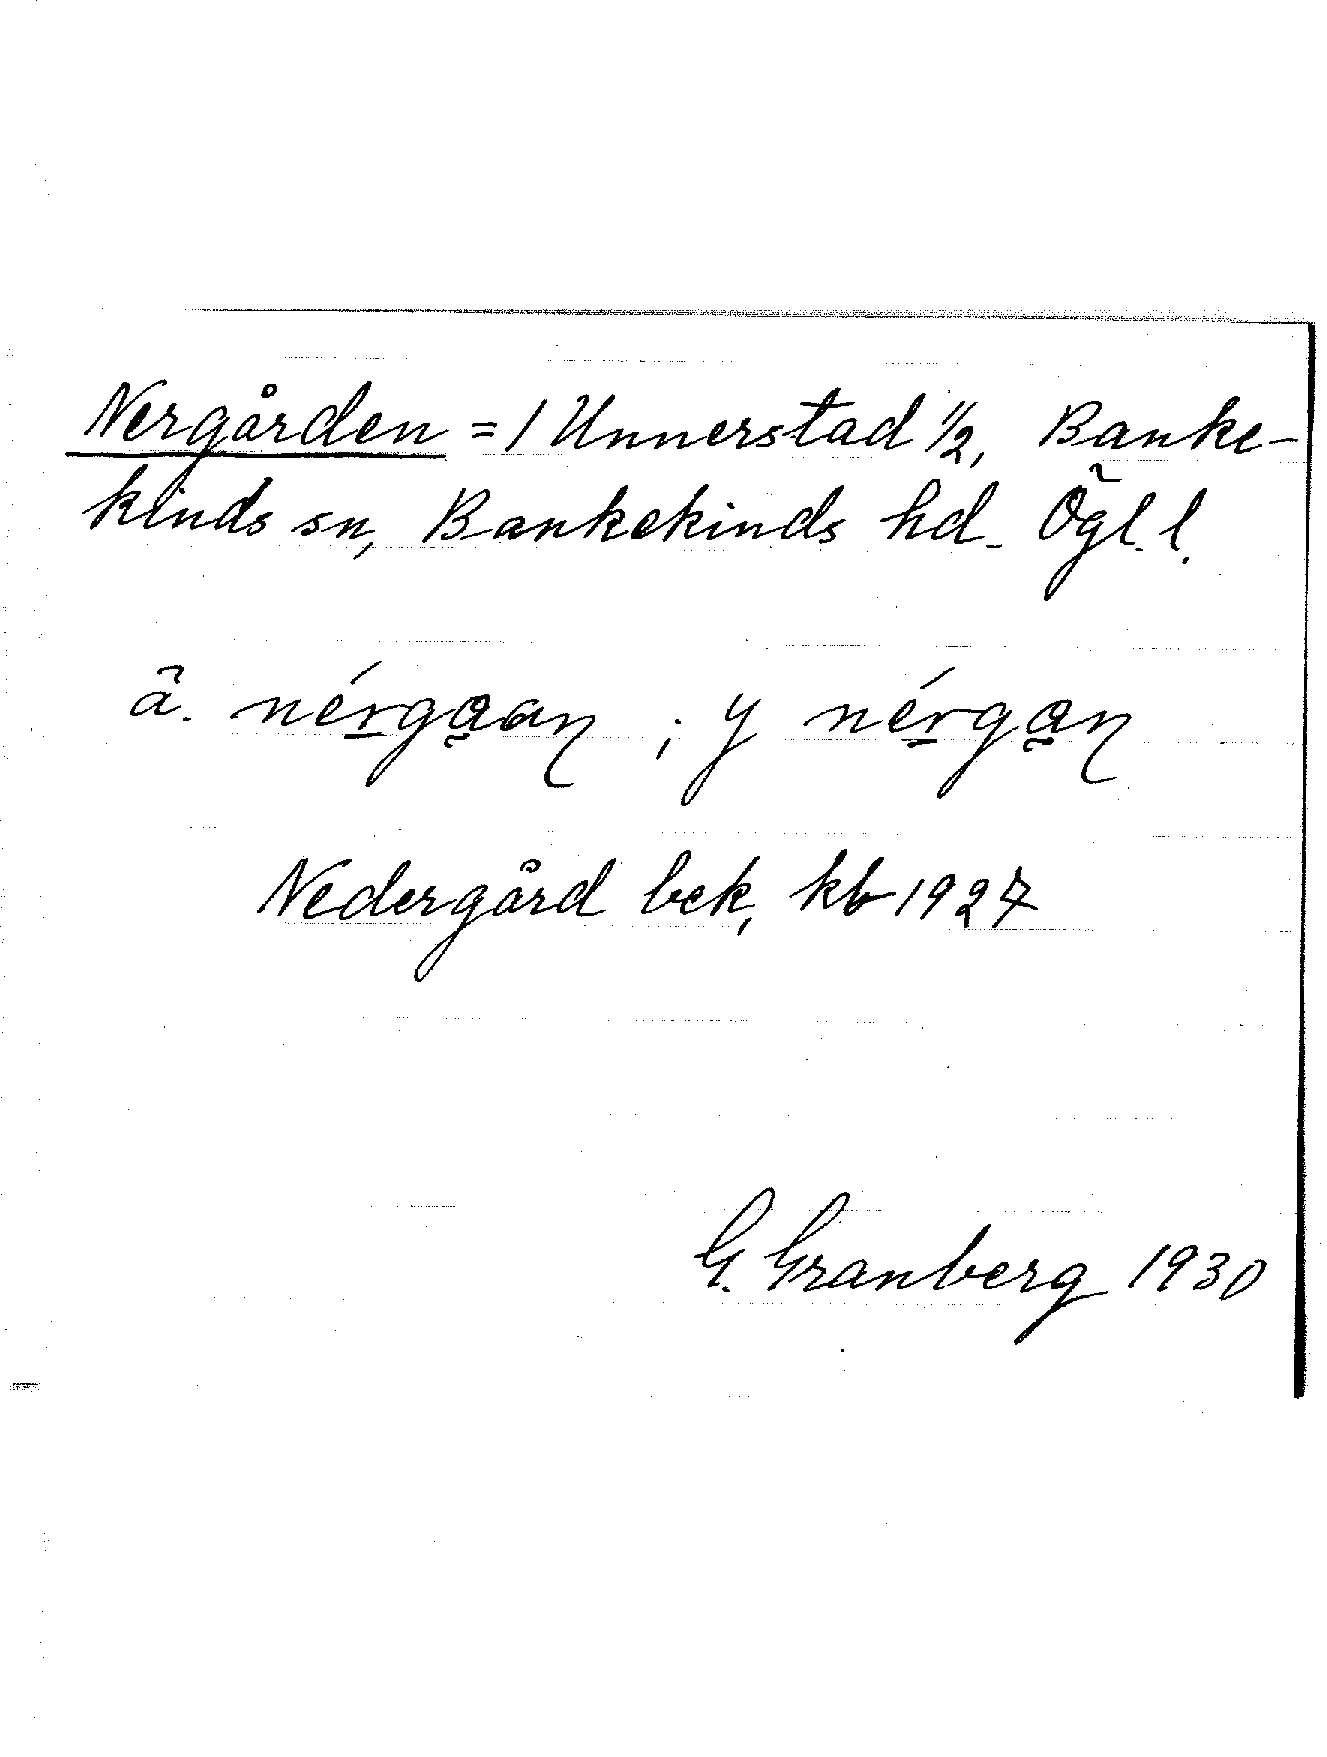 Nergården = 1 Unnerstad 1/2, Banke-
kinds sn, Bankekinds hd. Ögl. l.
ä. nérgaan ; y nérgan
Nedergård bek, kb 1927
G. Granberg 1930